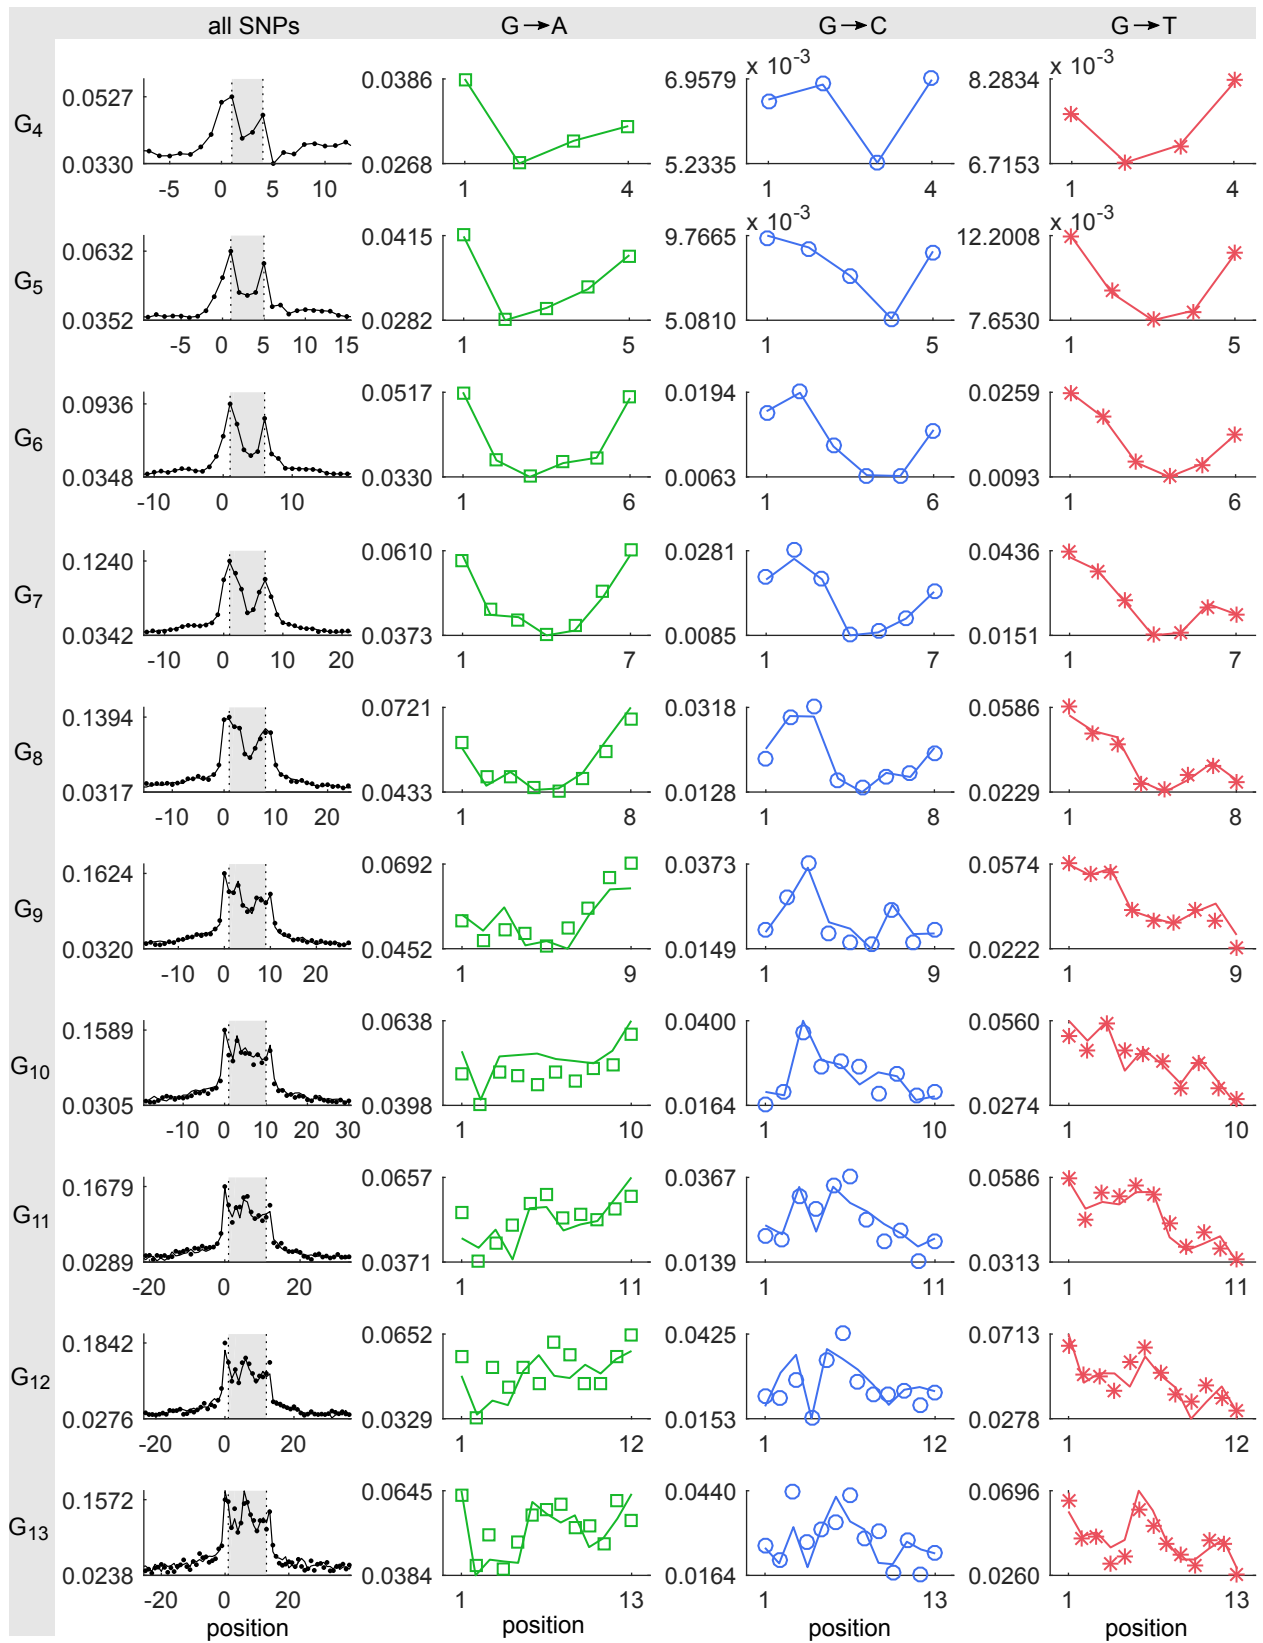 all SNPs G→A G→C G→T
x 10⁻³ x 10⁻³
G₄ 0.0527 0.0386 6.9579 8.2834
0.0330 0.0268 5.2335 6.7153
-5 0 5 10 1 4 1 4 1 4
x 10⁻³ x 10⁻³
G₅ 0.0632 0.0415 9.7665 12.2008
0.0352 0.0282 5.0810 7.6530
-5 0 5 10 15 1 5 1 5 1 5
G₆ 0.0936 0.0517 0.0194 0.0259
0.0348 0.0330 0.0063 0.0093
-10 0 10 1 6 1 6 1 6
G₇ 0.1240 0.0610 0.0281 0.0436
0.0342 0.0373 0.0085 0.0151
-10 0 10 20 1 7 1 7 1 7
G₈ 0.1394 0.0721 0.0318 0.0586
0.0317 0.0433 0.0128 0.0229
-10 0 10 20 1 8 1 8 1 8
G₉ 0.1624 0.0692 0.0373 0.0574
0.0320 0.0452 0.0149 0.0222
-10 0 10 20 1 9 1 9 1 9
G₁₀ 0.1589 0.0638 0.0400 0.0560
0.0305 0.0398 0.0164 0.0274
-10 0 10 20 30 1 10 1 10 1 10
G₁₁ 0.1679 0.0657 0.0367 0.0586
0.0289 0.0371 0.0139 0.0313
-20 0 20 1 11 1 11 1 11
G₁₂ 0.1842 0.0652 0.0425 0.0713
0.0276 0.0329 0.0153 0.0278
-20 0 20 1 12 1 12 1 12
G₁₃ 0.1572 0.0645 0.0440 0.0696
0.0238 0.0384 0.0164 0.0260
-20 0 20 1 13 1 13 1 13
position position position position